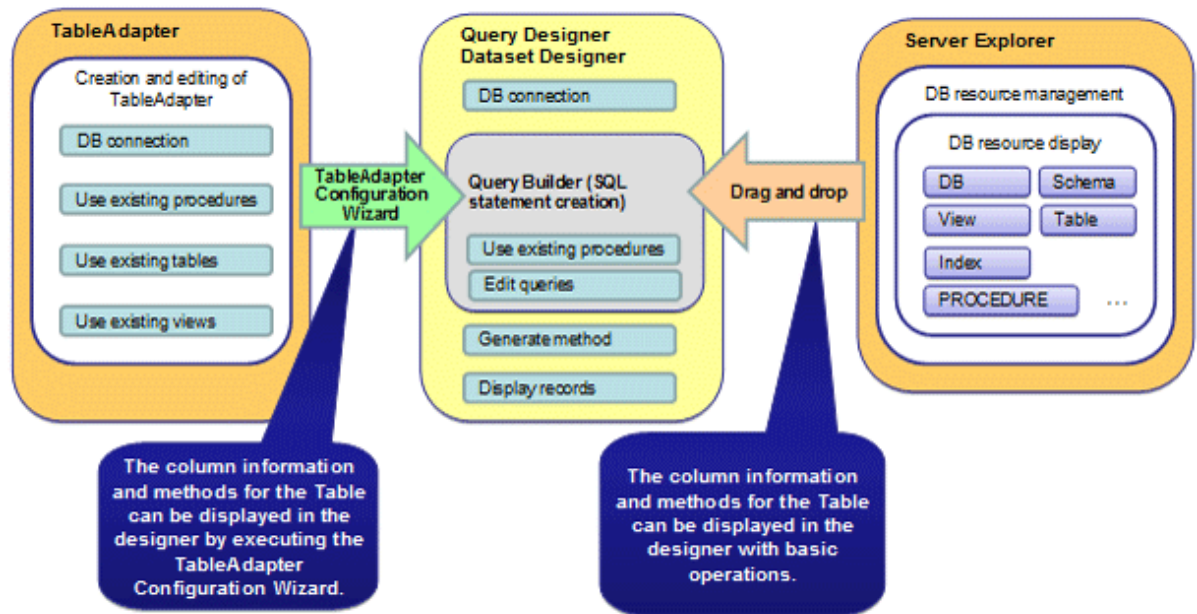 TableAdapter
Creation and editing of
TableAdapter
DB connection
Use existing procedures
Use existing tables
Use existing views
TableAdapter
Configuration
Wizard
Query Designer
Dataset Designer
DB connection
Query Builder (SQL
statement creation)
Use existing procedures
Edit queries
Generate method
Display records
Drag and drop
Server Explorer
DB resource management
DB resource display
DB
Schema
View
Table
Index
PROCEDURE
...
The column information
and methods for the Table
can be displayed in the
designer by executing the
TableAdapter
Configuration Wizard.
The column information
and methods for the Table
can be displayed in the
designer with basic
operations.